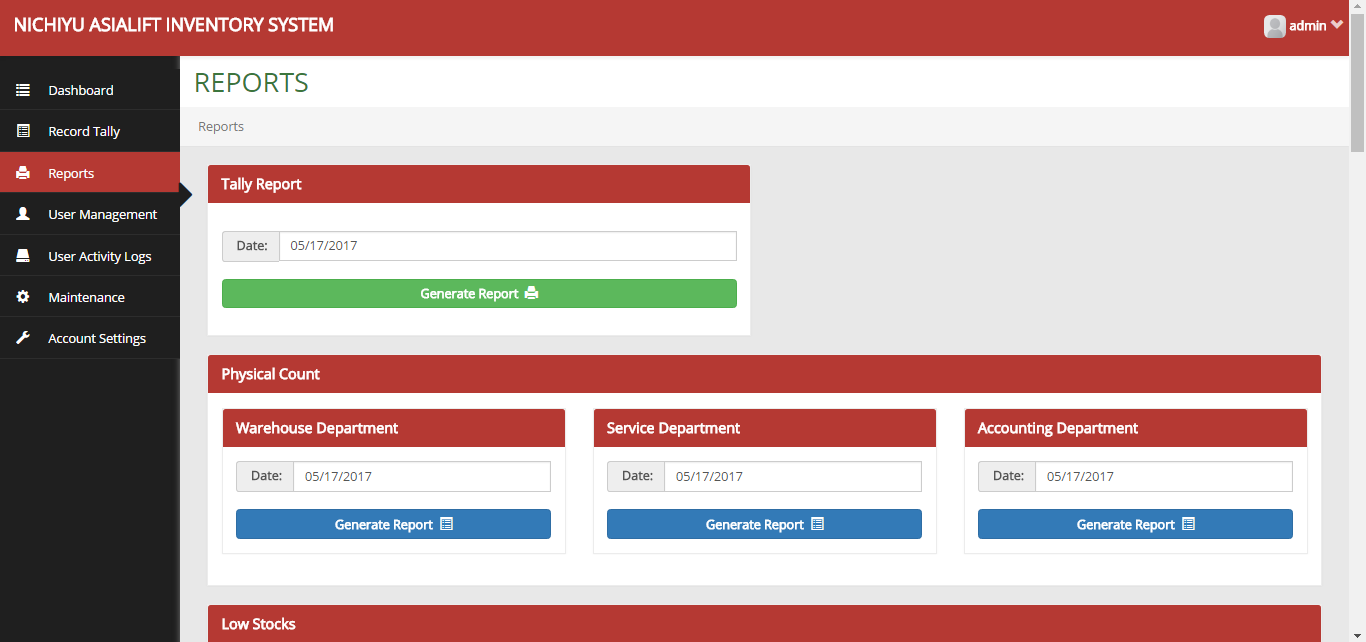 NICHIYU ASIALIFT INVENTORY SYSTEM
admin
Dashboard
Record Tally
Reports
User Management
User Activity Logs
Maintenance
Account Settings
REPORTS
Reports
Tally Report
Date: 05/17/2017
Generate Report
Physical Count
Warehouse Department
Date: 05/17/2017
Generate Report
Service Department
Date: 05/17/2017
Generate Report
Accounting Department
Date: 05/17/2017
Generate Report
Low Stocks